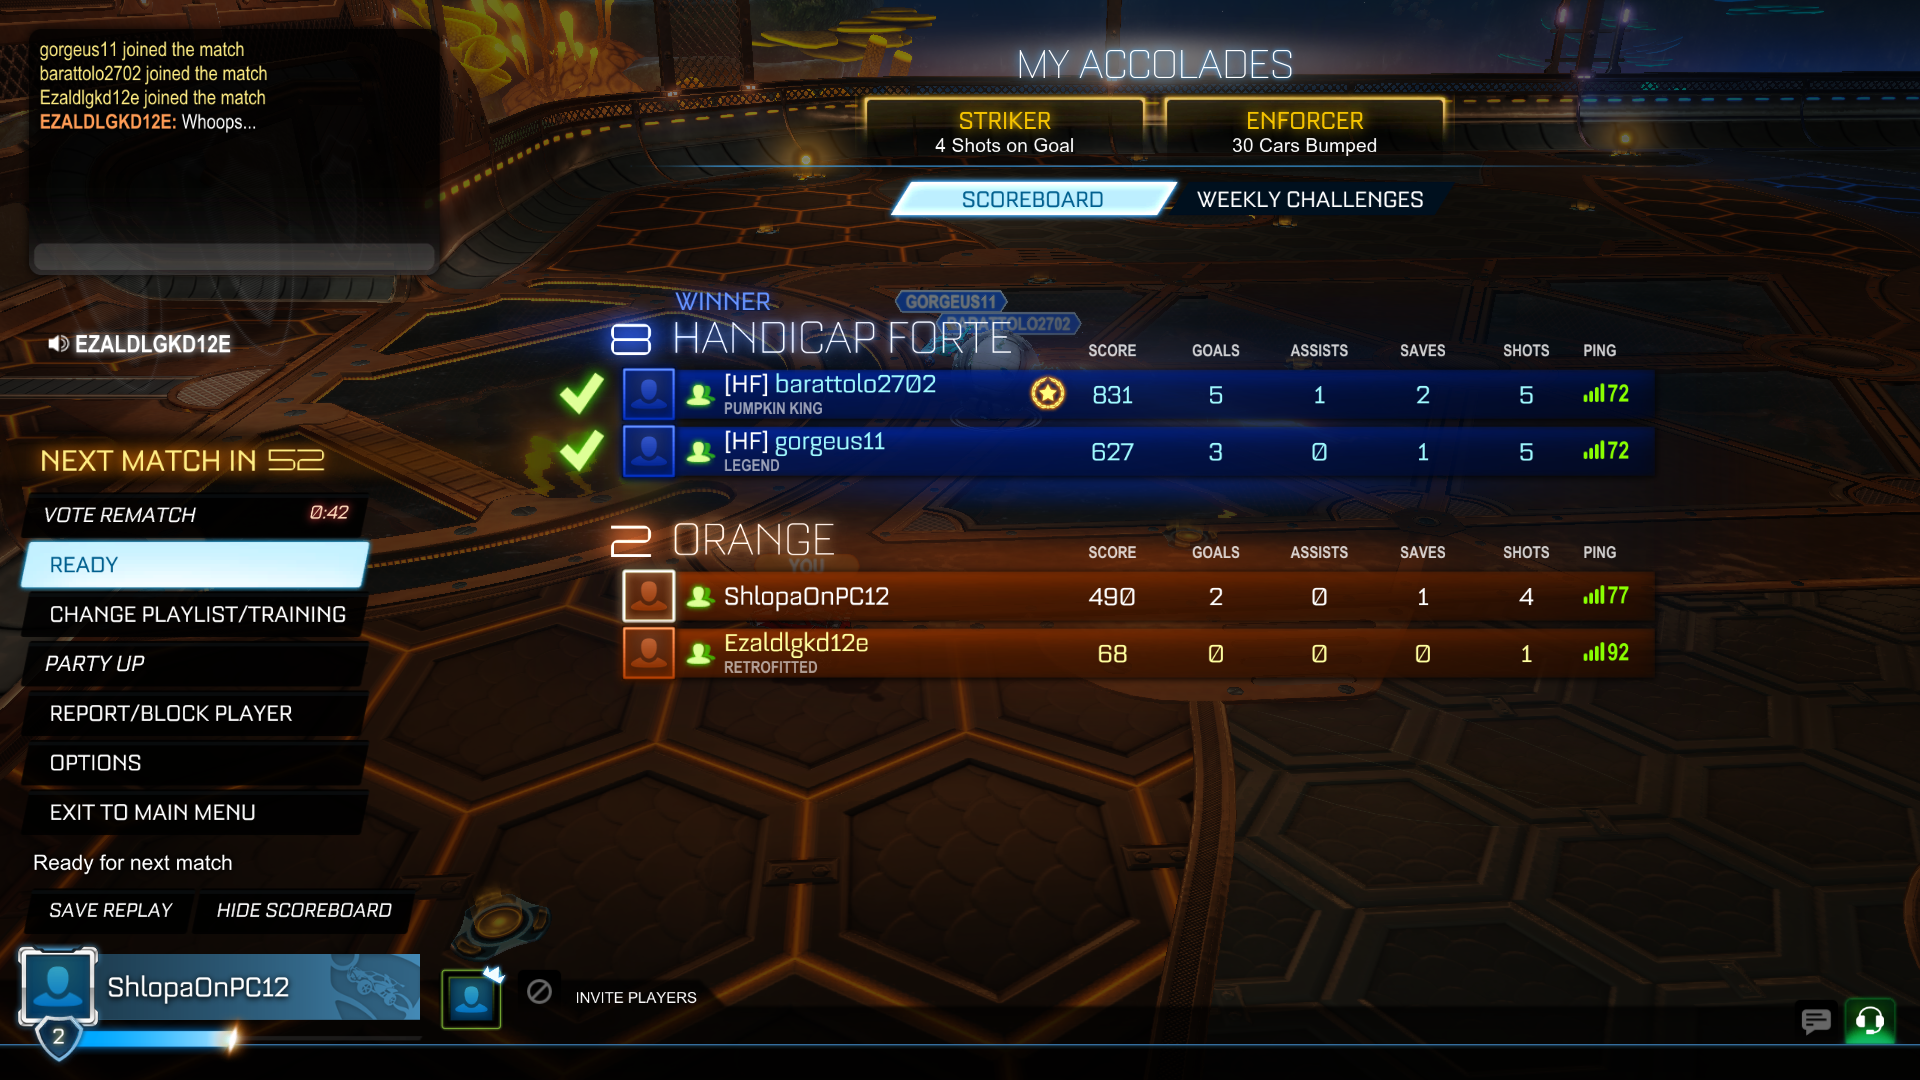 gorgeus11 joined the match
barattolo2702 joined the match
Ezaldlgkd12e joined the match
EZALDLGKD12E: Whoops...
MY ACCOLADES
STRIKER
4 Shots on Goal
ENFORCER
30 Cars Bumped
SCOREBOARD WEEKLY CHALLENGES
EZALDLGKD12E
NEXT MATCH IN 52
VOTE REMATCH 0:42
READY
CHANGE PLAYLIST/TRAINING
PARTY UP
REPORT/BLOCK PLAYER
OPTIONS
EXIT TO MAIN MENU
Ready for next match
SAVE REPLAY HIDE SCOREBOARD
WINNER
GORGEUS11
BARATTOLO2702
8 HANDICAP FORTE SCORE GOALS ASSISTS SAVES SHOTS PING
[HF] barattolo2702 831 5 1 2 5 72
PUMPKIN KING
[HF] gorgeus11 627 3 0 1 5 72
LEGEND
2 ORANGE SCORE GOALS ASSISTS SAVES SHOTS PING
YOU
ShlopaOnPC12 490 2 0 1 4 77
Ezaldlgkd12e 68 0 0 0 1 92
RETROFITTED
ShlopaOnPC12
2
INVITE PLAYERS